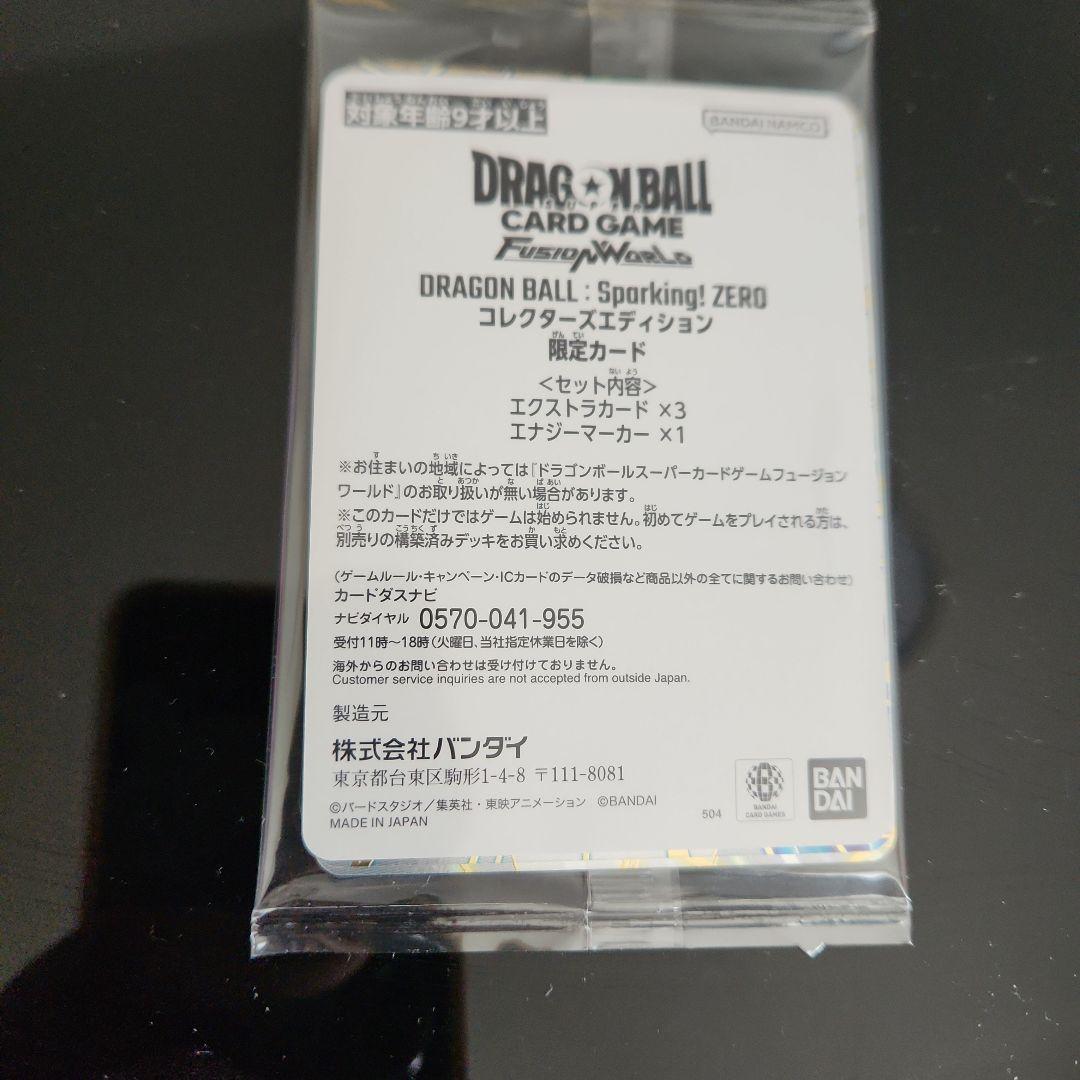 対象年齢9才以上
BANDAI NAMCO
DRAGON BALL
SUPER
CARD GAME
FUSION WORLD
DRAGON BALL : Sparking! ZERO
コレクターズエディション
限定カード
<セット内容>
エクストラカード ×3
エナジーマーカー ×1
※お住まいの地域によっては『ドラゴンボールスーパーカードゲームフュージョン
ワールド』のお取り扱いが無い場合があります。
※このカードだけではゲームは始められません。初めてゲームをプレイされる方は、
別売りの構築済みデッキをお買い求めください。
(ゲームルール・キャンペーン・ICカードのデータ破損など商品以外の全てに関するお問い合わせ)
カードダスナビ
ナビダイヤル 0570-041-955
受付11時〜18時(火曜日、当社指定休業日を除く)
海外からのお問い合わせは受け付けておりません。
Customer service inquiries are not accepted from outside Japan.
製造元
株式会社バンダイ
東京都台東区駒形1-4-8 〒111-8081
©バードスタジオ/集英社・東映アニメーション ©BANDAI
MADE IN JAPAN
504
BANDAI
CARD GAMES
BAN
DAI